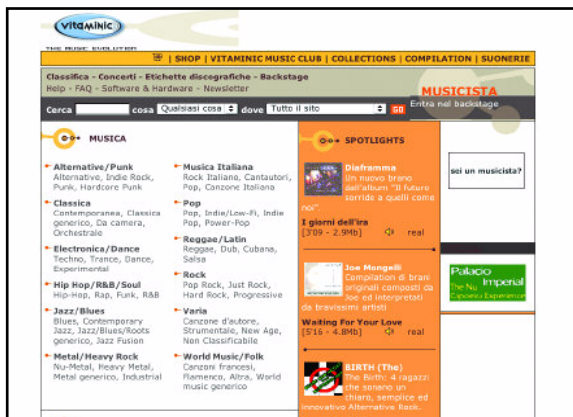 vitaminic
THE MUSIC EVOLUTION
| SHOP | VITAMINIC MUSIC CLUB | COLLECTIONS | COMPILATION | SUONERIE
Classifica - Concerti - Etichette discografiche - Backstage
Help - FAQ - Software & Hardware - Newsletter
MUSICISTA
Entra nel backstage
Cerca cosa Qualsiasi cosa dove Tutto il sito GO
MUSICA
Alternative/Punk
Alternative, Indie Rock,
Punk, Hardcore Punk
Classica
Contemporanea, Classica
generico, Da camera,
Orchestrale
Electronica/Dance
Techno, Trance, Dance,
Experimental
Hip Hop/R&B/Soul
Hip-Hop, Rap, Funk, R&B
Jazz/Blues
Blues, Contemporary
Jazz, Jazz/Blues/Roots
generico, Jazz Fusion
Metal/Heavy Rock
Nu-Metal, Heavy Metal,
Metal generico, Industrial
Musica Italiana
Rock Italiano, Cantautori,
Pop, Canzone Italiana
Pop
Pop, Indie/Low-Fi, Indie
Pop, Power-Pop
Reggae/Latin
Reggae, Dub, Cubana,
Salsa
Rock
Pop Rock, Just Rock,
Hard Rock, Progressive
Varia
Canzone d'autore,
Strumentale, New Age,
Non Classificabile
World Music/Folk
Canzoni francesi,
Flamenco, Altra, World
music generico
SPOTLIGHTS
Diaframma
Un nuovo brano
dall'album "Il futuro
sorride a quelli come
noi".
I giorni dell'ira
[3'09 - 2.9Mb] real
Joe Mongelli
Compilation di brani
originali composti da
Joe ed interpretati
da bravissimi artisti
Waiting For Your Love
[5'16 - 4.8Mb] real
BIRTH (The)
The Birth: 4 ragazzi
che sonano un
chiaro, semplice ed
innovativo Alternative Rock.
sei un musicista?
Palacio
Imperial
The Nu
Capoeira Experience